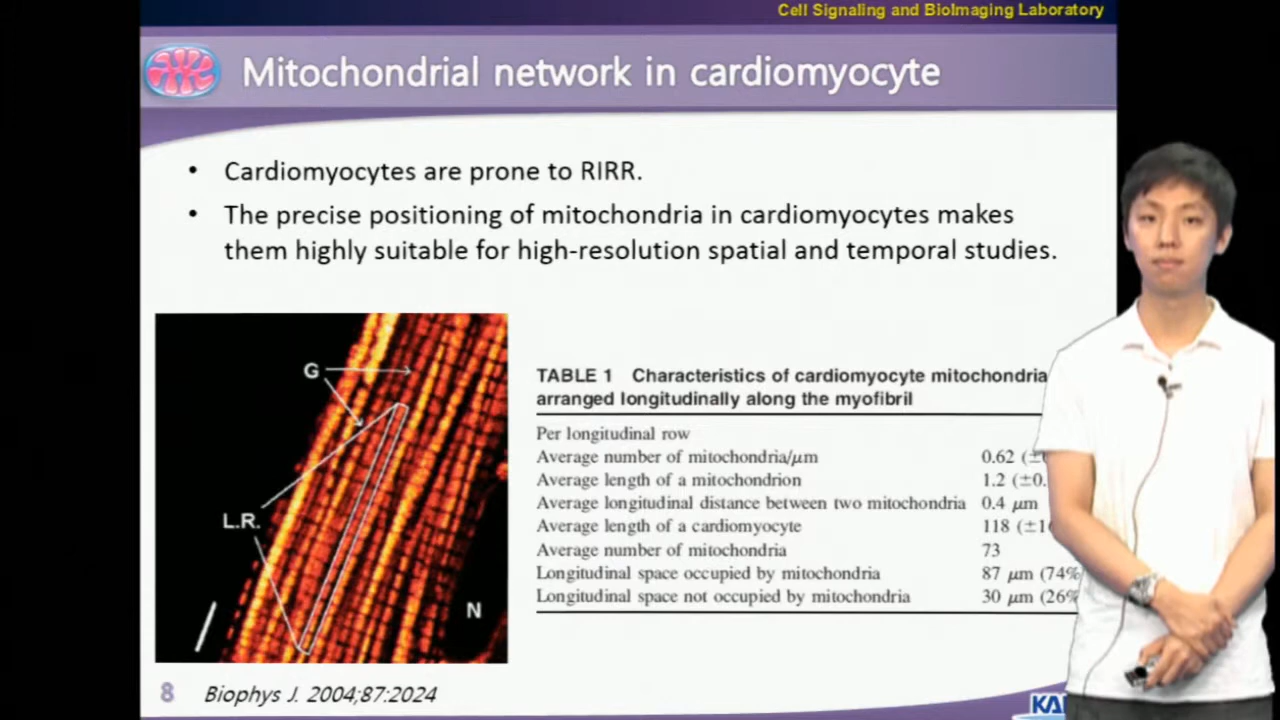 Cell Signaling and BioImaging Laboratory
Mitochondrial network in cardiomyocyte
• Cardiomyocytes are prone to RIRR.
• The precise positioning of mitochondria in cardiomyocytes makes
them highly suitable for high-resolution spatial and temporal studies.
G
L.R.
N
TABLE 1 Characteristics of cardiomyocyte mitochondria
arranged longitudinally along the myofibril
Per longitudinal row
Average number of mitochondria/μm 0.62
Average length of a mitochondrion 1.2 (±0.
Average longitudinal distance between two mitochondria 0.4 μm
Average length of a cardiomyocyte 118
Average number of mitochondria 73
Longitudinal space occupied by mitochondria 87 μm (74%
Longitudinal space not occupied by mitochondria 30 μm (26%
8 Biophys J. 2004;87:2024